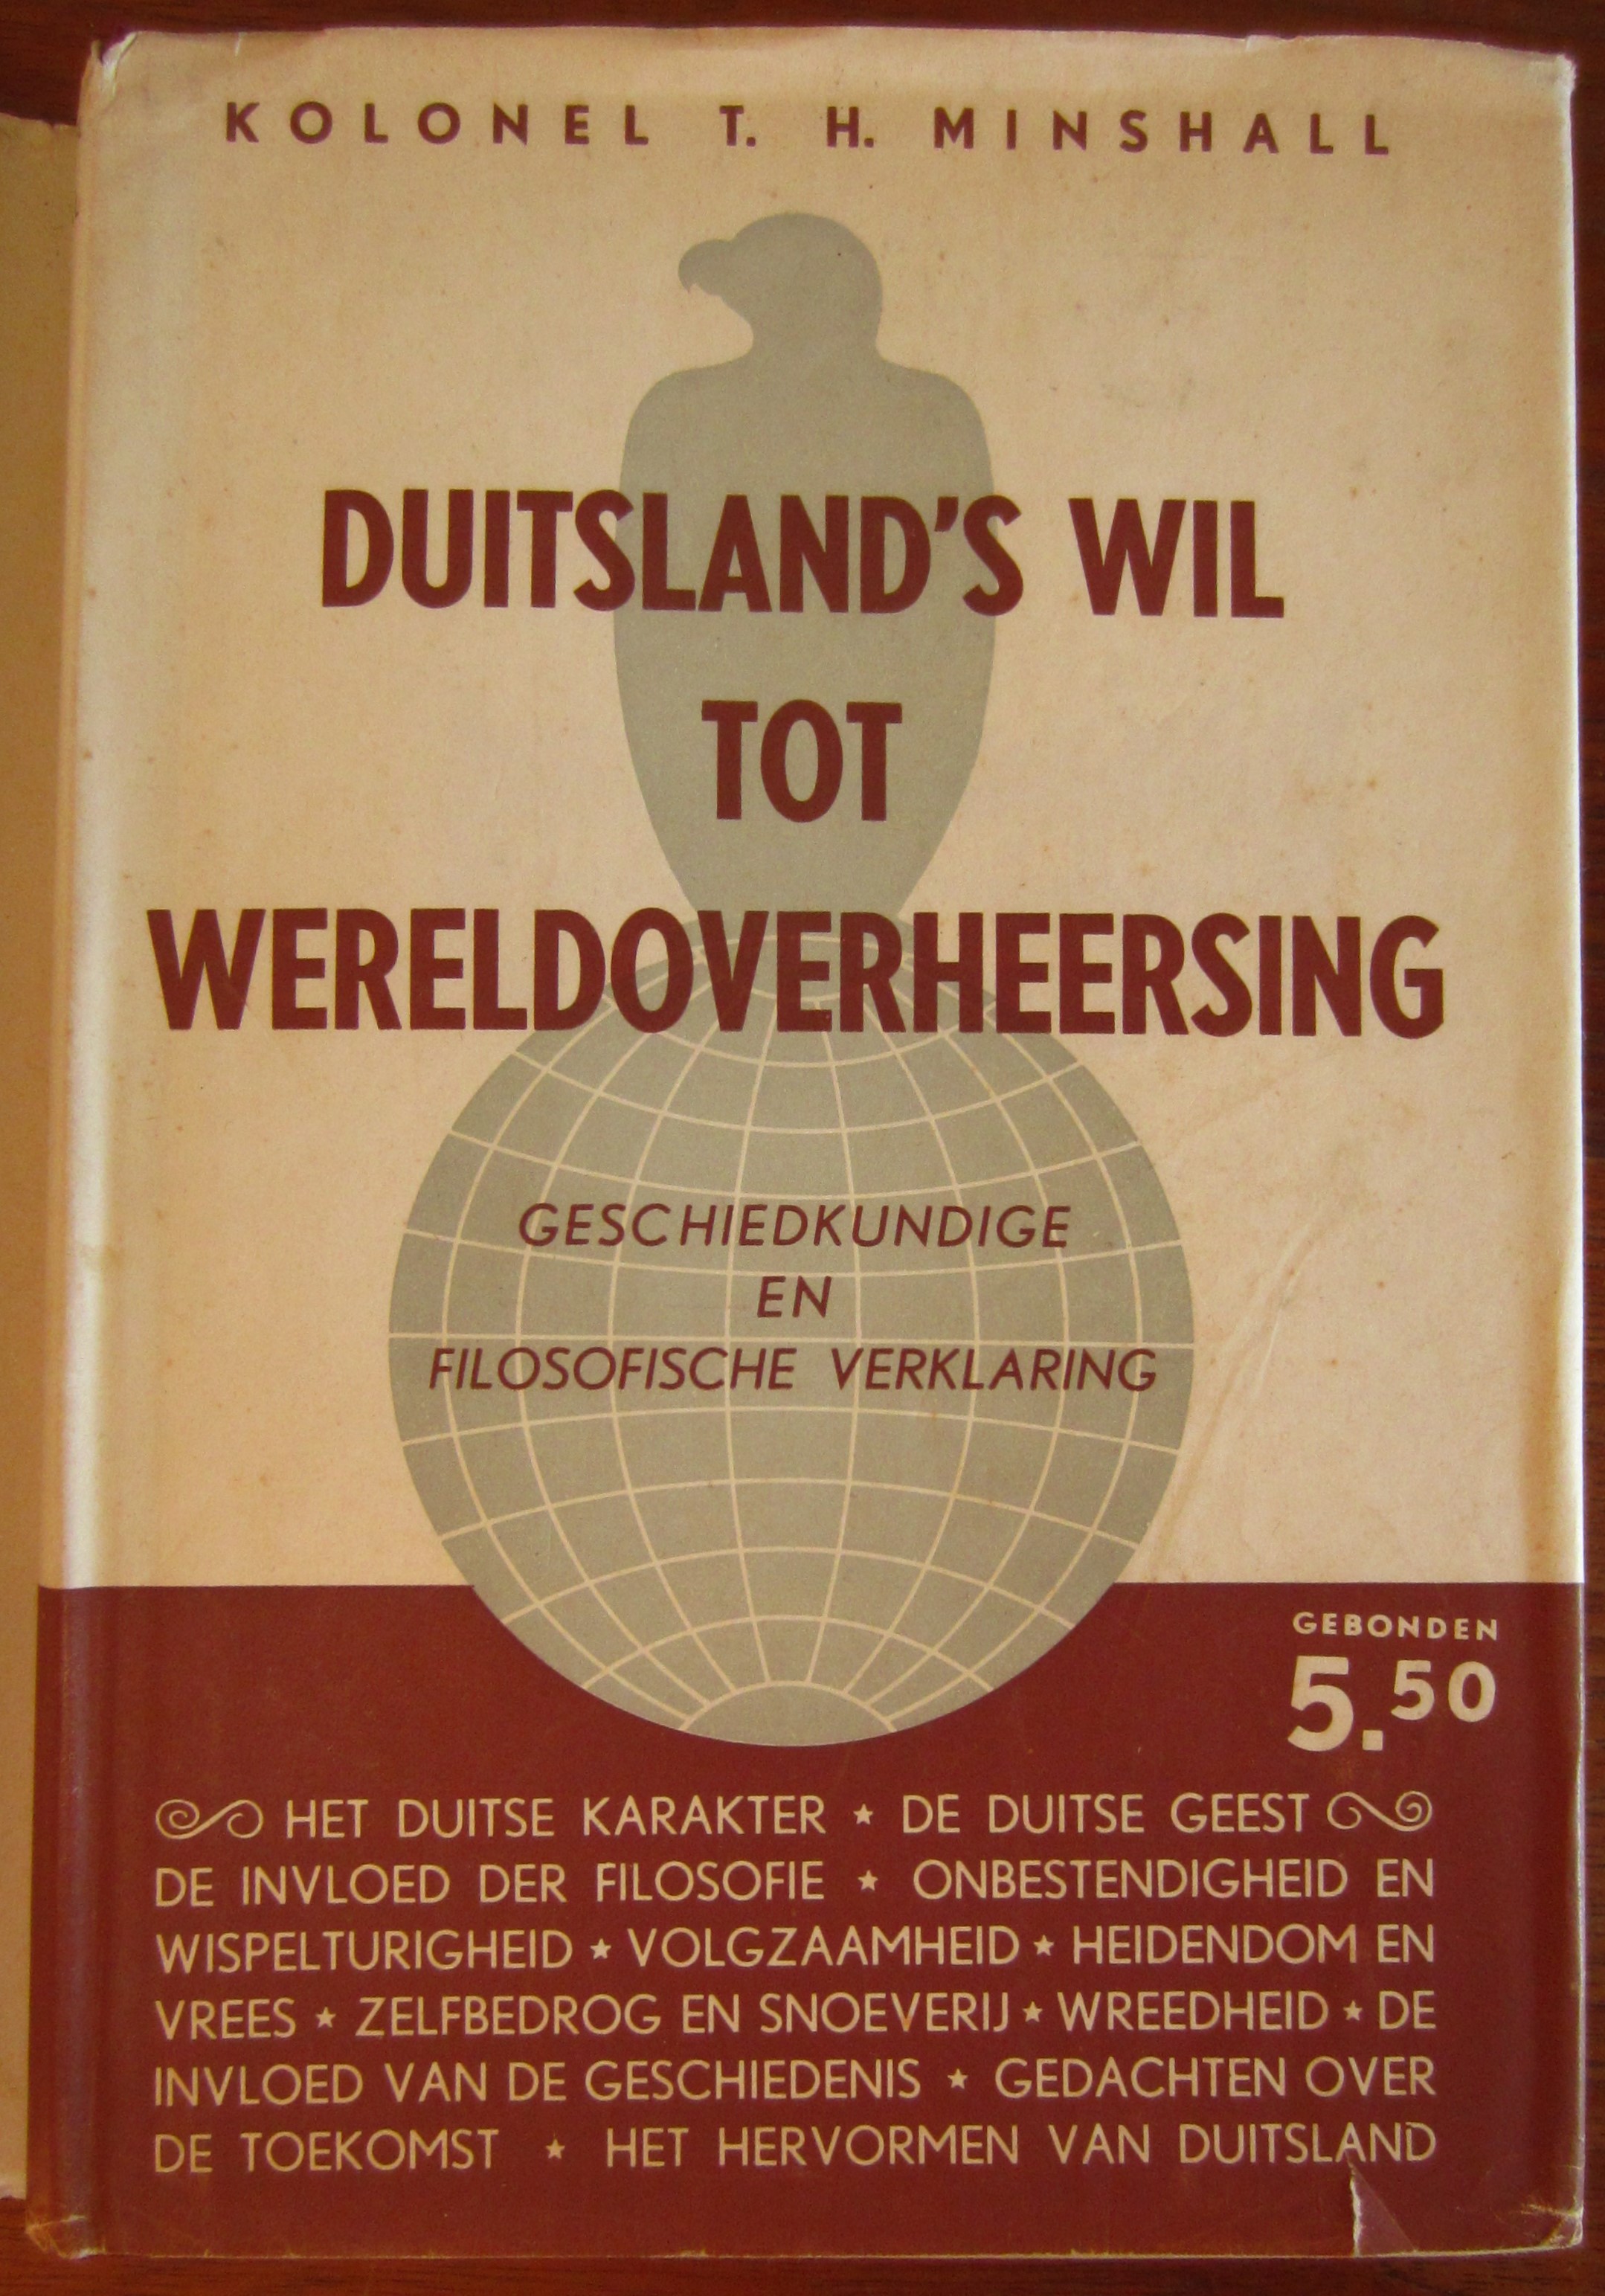 KOLONEL T. H. MINSHALL
DUITSLAND'S WIL
TOT
WERELDOVERHEERSING
GESCHIEDKUNDIGE
EN
FILOSOFISCHE VERKLARING
GEBONDEN
5.50
HET DUITSE KARAKTER ★ DE DUITSE GEEST
DE INVLOED DER FILOSOFIE ★ ONBESTENDIGHEID EN
WISPELTURIGHEID ★ VOLGZAAMHEID ★ HEIDENDOM EN
VREES ★ ZELFBEDROG EN SNOEVERIJ ★ WREEDHEID ★ DE
INVLOED VAN DE GESCHIEDENIS ★ GEDACHTEN OVER
DE TOEKOMST ★ HET HERVORMEN VAN DUITSLAND